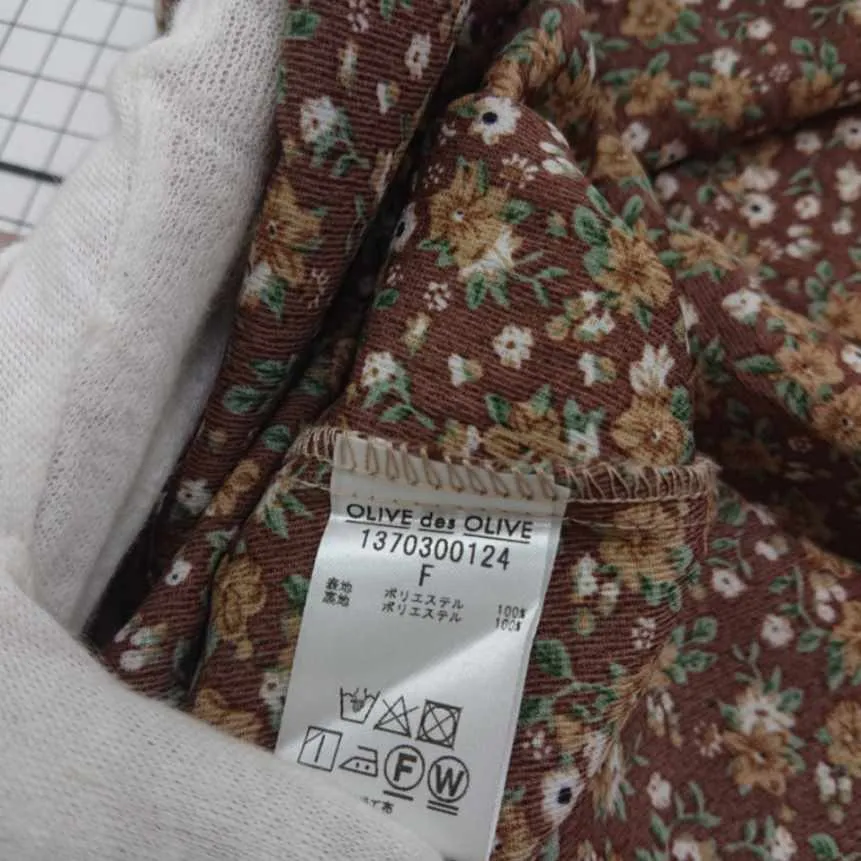 OLIVE des OLIVE
1370300124
F
表地 ポリエステル 100%
裏地 ポリエステル 100%
F W